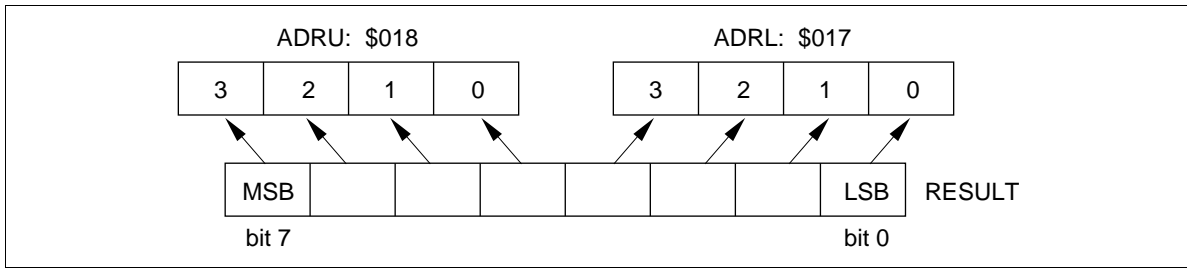 ADRU: $018 ADRL: $017
3 2 1 0 3 2 1 0
MSB LSB RESULT
bit 7 bit 0